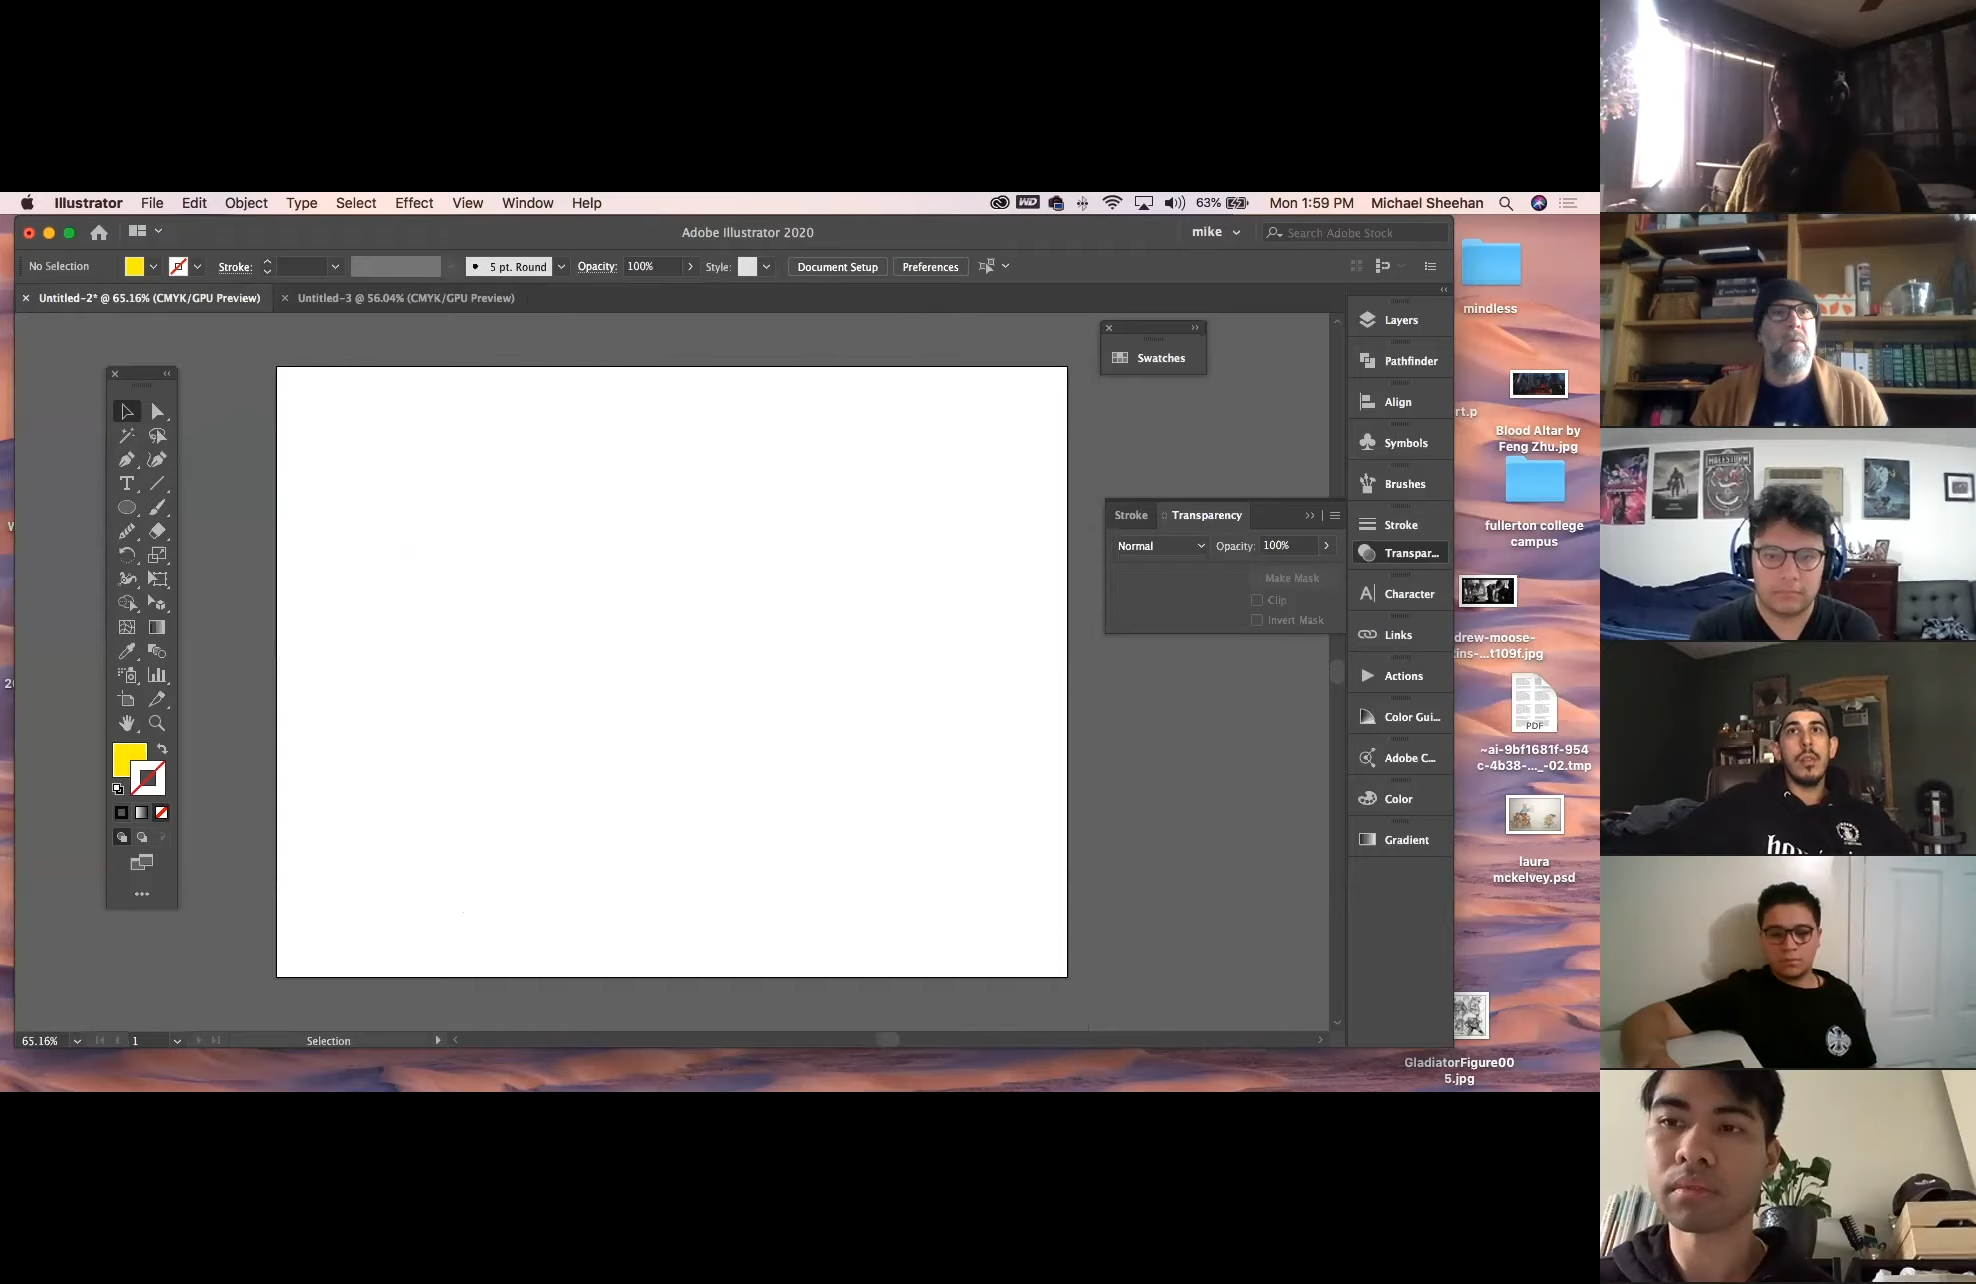 Illustrator File Edit Object Type Select Effect View Window Help
WD 63% Mon 1:59 PM Michael Sheehan
Adobe Illustrator 2020
mike
Search Adobe Stock
No Selection
Stroke:
5 pt. Round
Opacity: 100%
Style:
Document Setup
Preferences
Untitled-2* @ 65.16% (CMYK/GPU Preview)
Untitled-3 @ 56.04% (CMYK/GPU Preview)
Swatches
Stroke
Transparency
Normal
Opacity: 100%
Make Mask
Clip
Invert Mask
Layers
Pathfinder
Align
Symbols
Brushes
Stroke
Transpar...
Character
Links
Actions
Color Gui...
Adobe C...
Color
Gradient
65.16%
1
Selection
mindless
rt.p
Blood Altar by
Feng Zhu.jpg
fullerton college
campus
drew-moose-
ins-...t109f.jpg
PDF
~ai-9bf1681f-954
c-4b38-..._-02.tmp
laura
mckelvey.psd
GladiatorFigure00
5.jpg
HALESTORM